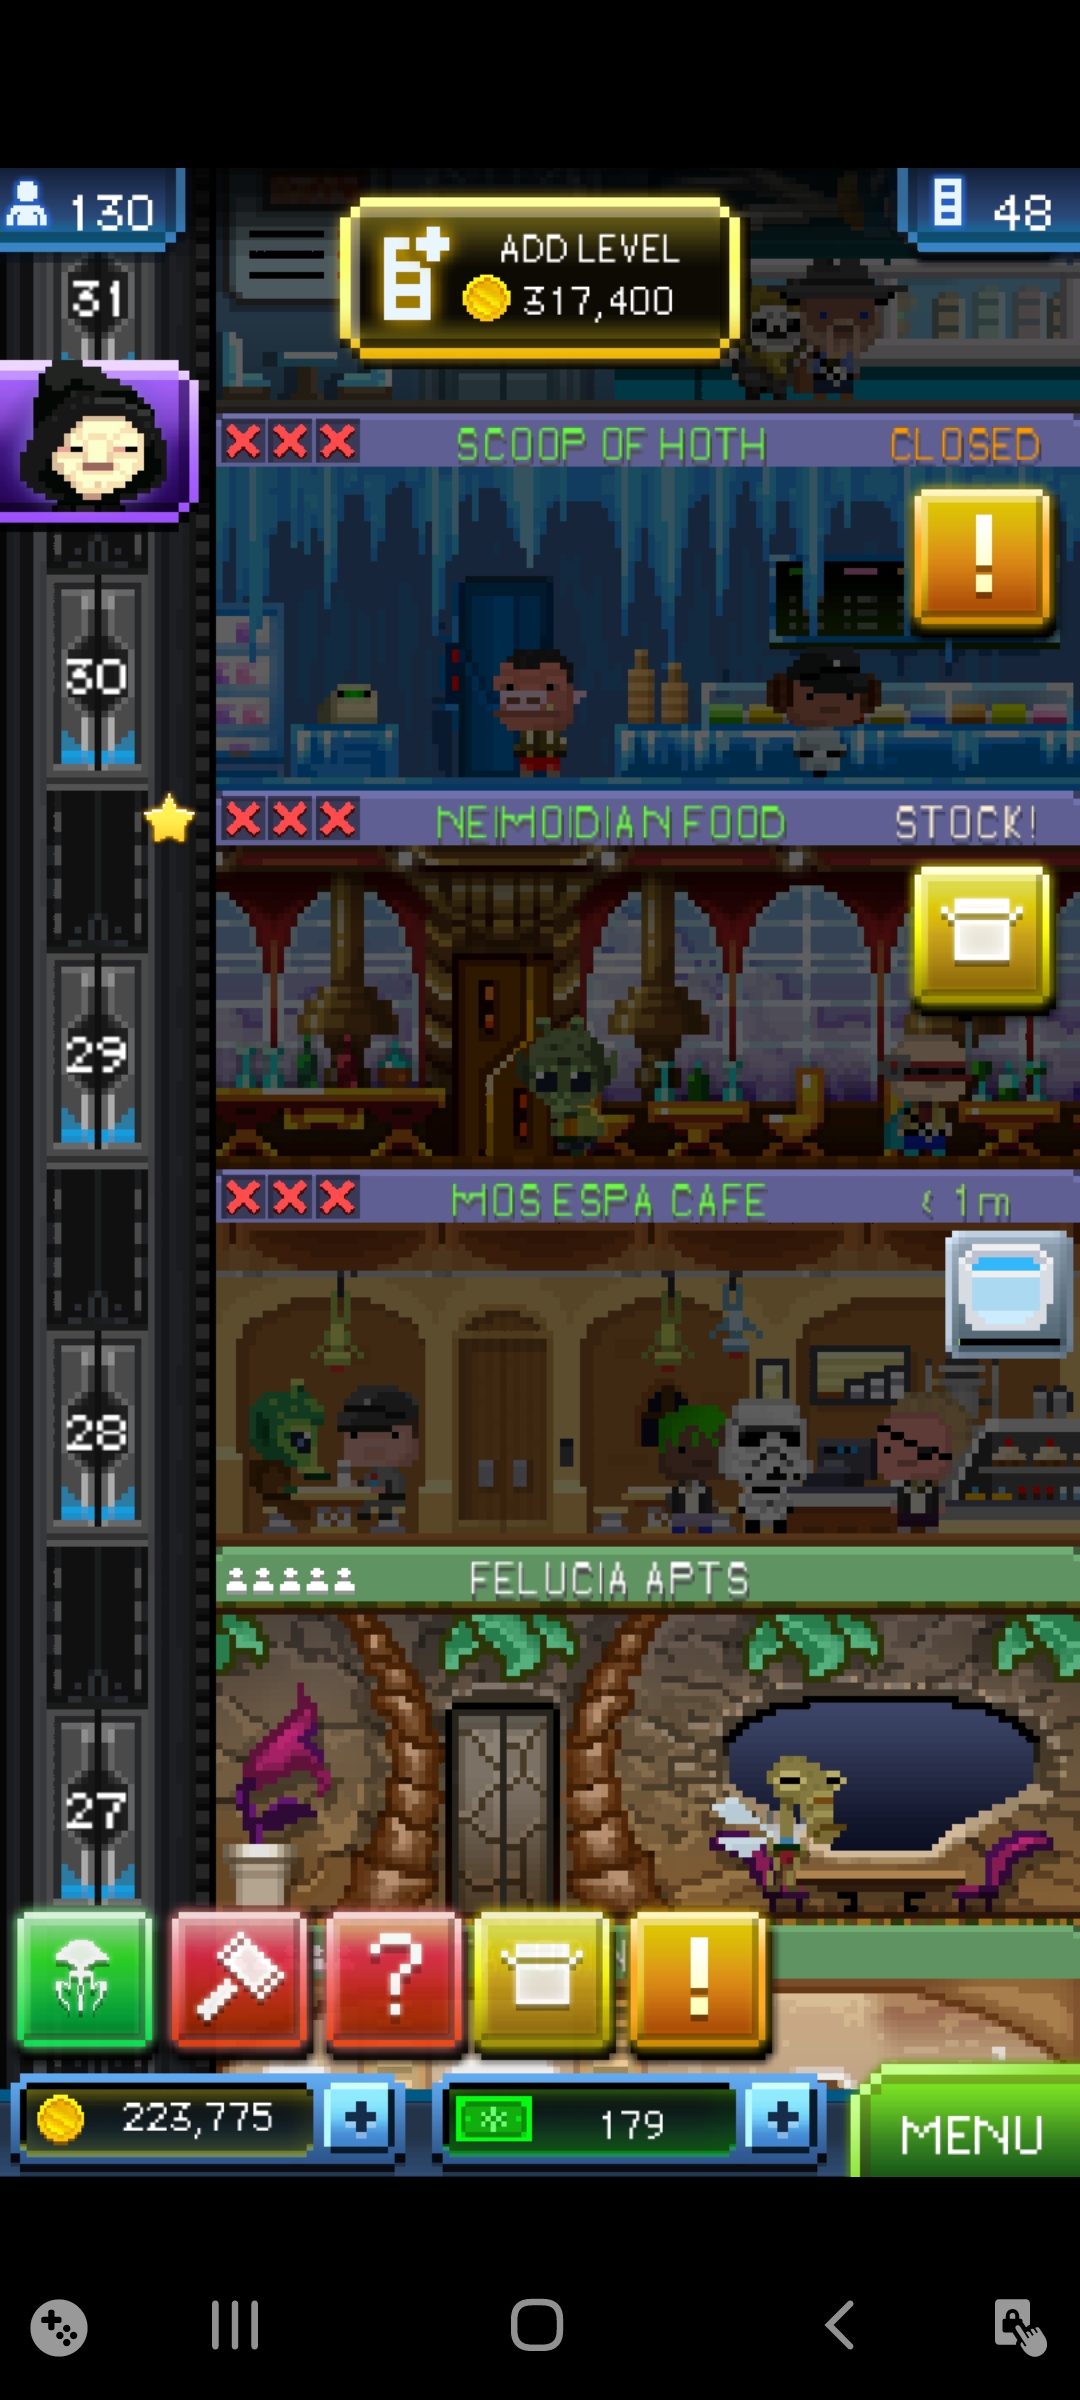 130
ADD LEVEL
317,400
48
31
SCOOP OF HOTH
CLOSED
!
30
NEIMOIDIAN FOOD
STOCK!
29
MOS ESPA CAFE
< 1m
28
FELUCIA APTS
27
?
!
223,775
+
179
+
MENU